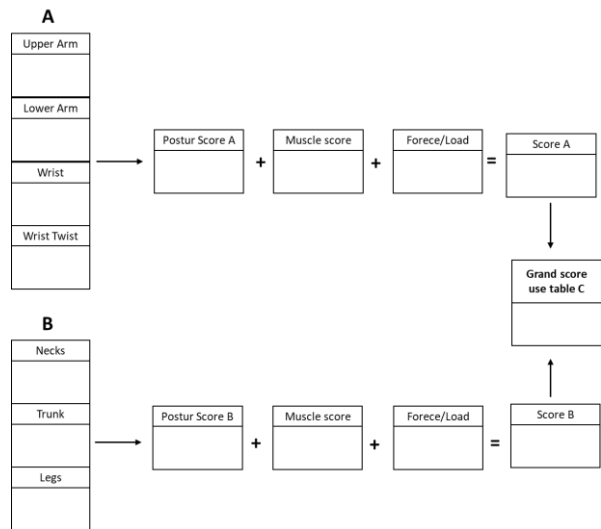 A
Upper Arm
Lower Arm
Wrist
Wrist Twist
Postur Score A + Muscle score + Forece/Load = Score A
Grand score
use table C
B
Necks
Trunk
Legs
Postur Score B + Muscle score + Forece/Load = Score B